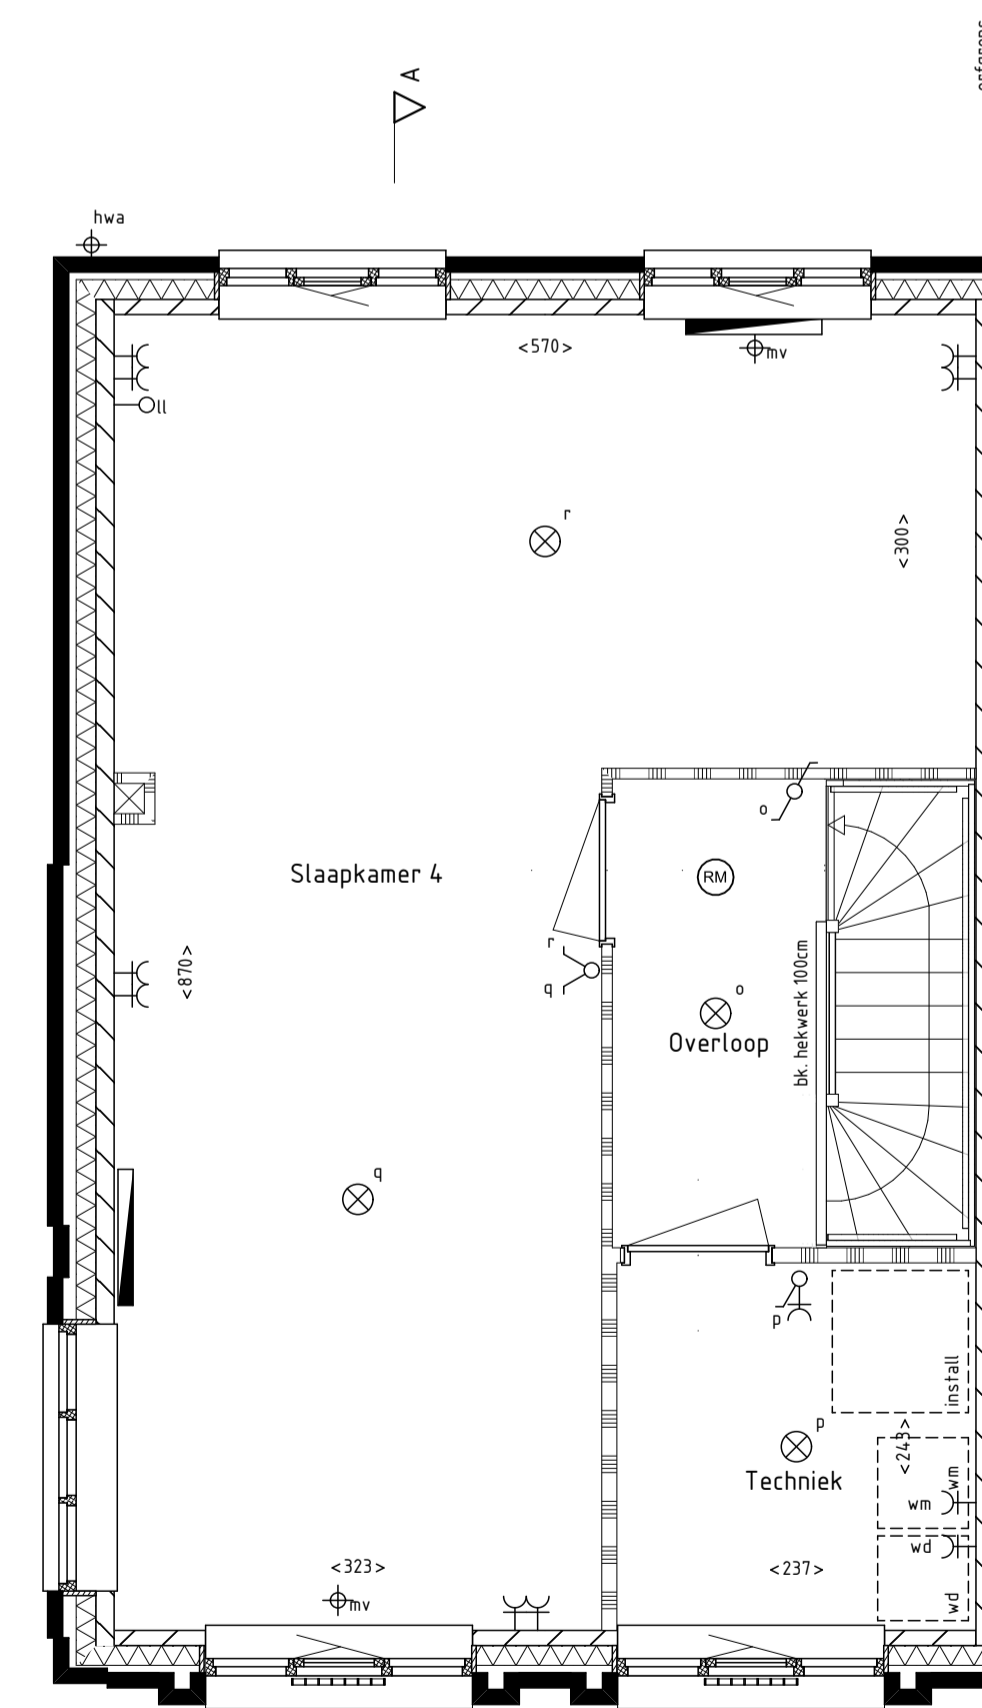 A
hwa
<570>
mv
ll
r
<300>
o
Slaapkamer 4
RM
r
q
<870>
o
Overloop
bk. hekwerk 100cm
q
p
install
p
<243>
Techniek
wm
wm
wd
<323>
<237>
mv
wd